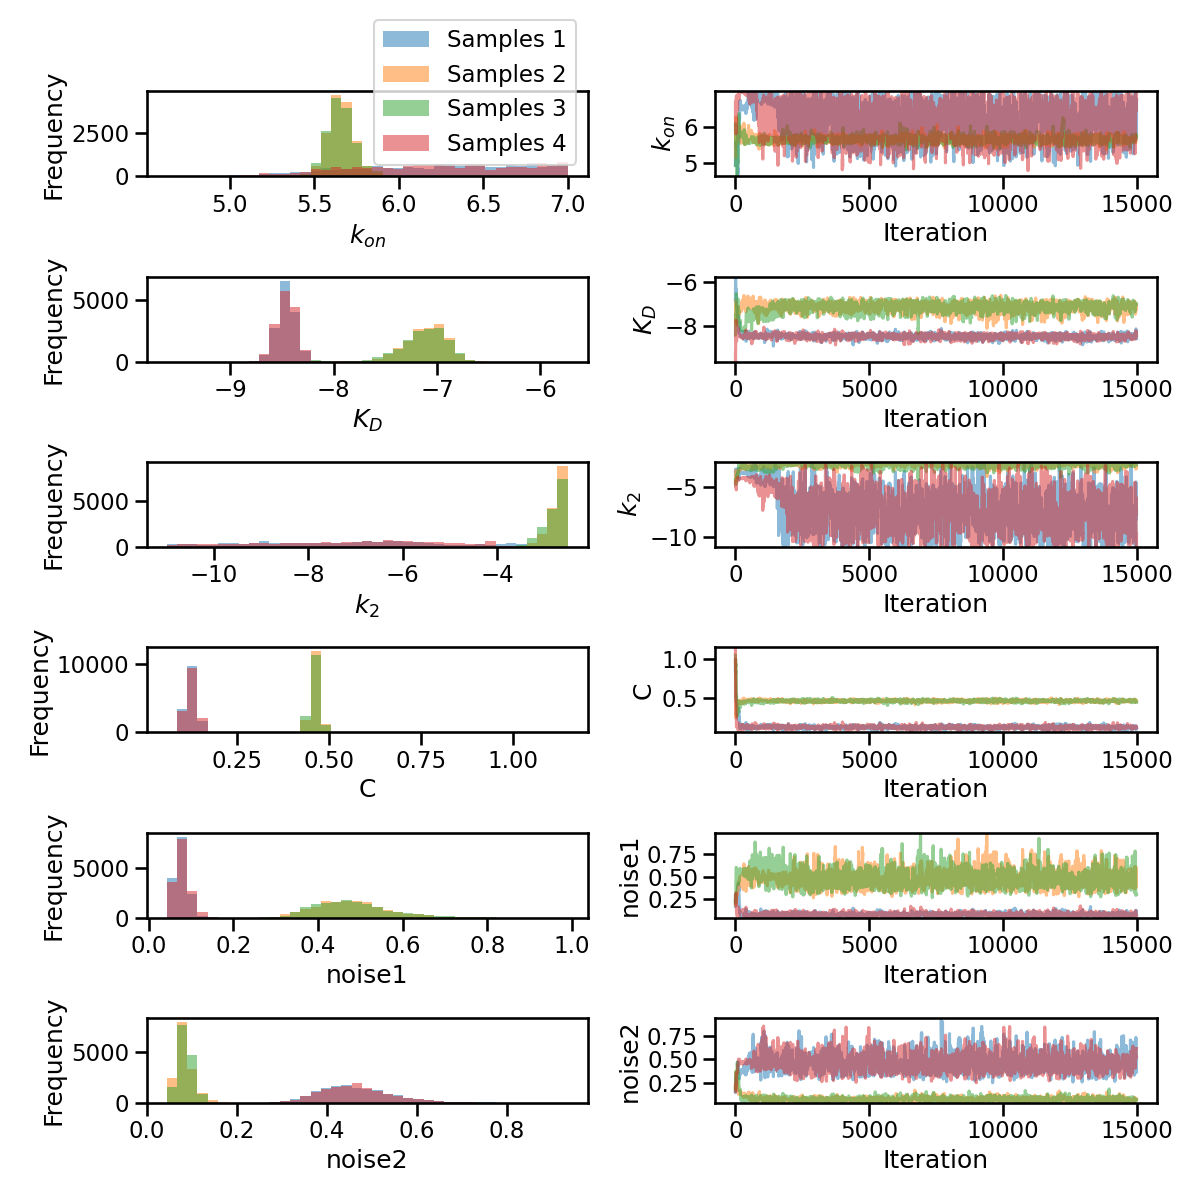 Samples 1
Samples 2
Samples 3
Samples 4
Frequency
2500
0
5.0 5.5 6.0 6.5 7.0
k_on
k_on
6
5
0 5000 10000 15000
Iteration
Frequency
5000
0
−9 −8 −7 −6
K_D
K_D
−6
−8
0 5000 10000 15000
Iteration
Frequency
5000
0
−10 −8 −6 −4
k_2
k_2
−5
−10
0 5000 10000 15000
Iteration
Frequency
10000
0
0.25 0.50 0.75 1.00
C
C
1.0
0.5
0 5000 10000 15000
Iteration
Frequency
5000
0
0.0 0.2 0.4 0.6 0.8 1.0
noise1
noise1
0.75
0.50
0.25
0 5000 10000 15000
Iteration
Frequency
5000
0
0.0 0.2 0.4 0.6 0.8
noise2
noise2
0.75
0.50
0.25
0 5000 10000 15000
Iteration